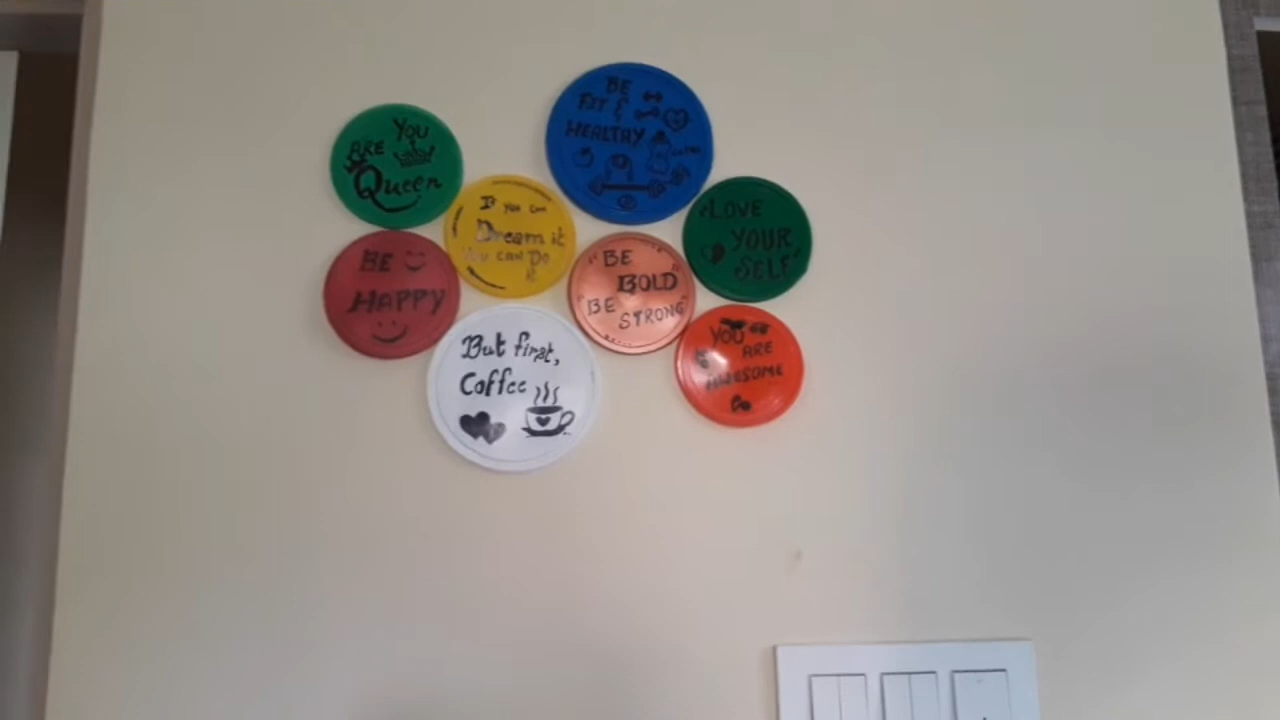 YOU
ARE
Queen
BE
FIT &
HEALTHY
If you can
Dream it
You can Do
it
"LOVE
YOUR
SELF"
BE
HAPPY
"BE
BOLD"
"BE
STRONG"
But first,
Coffee
YOU
ARE
AWESOME